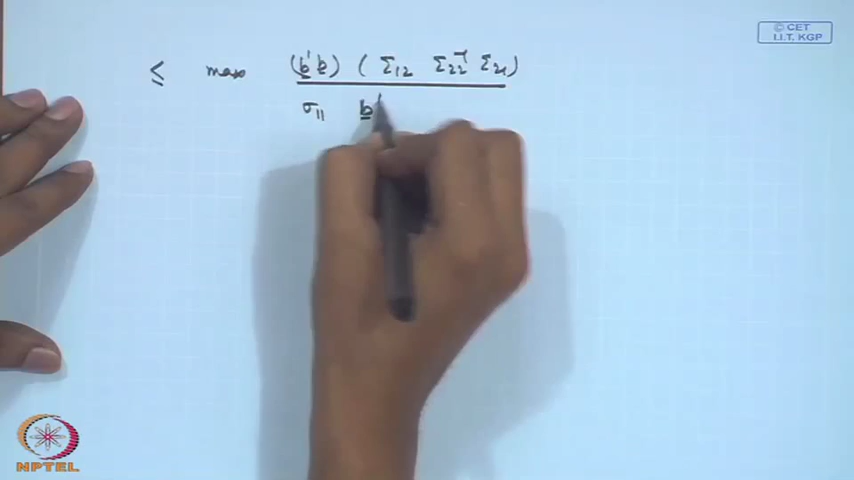 © CET
I.I.T. KGP
≤ max (b' b) ( Σ₁₂ Σ₂₂⁻¹ Σ₂₁)
σ₁₁ b'
NPTEL